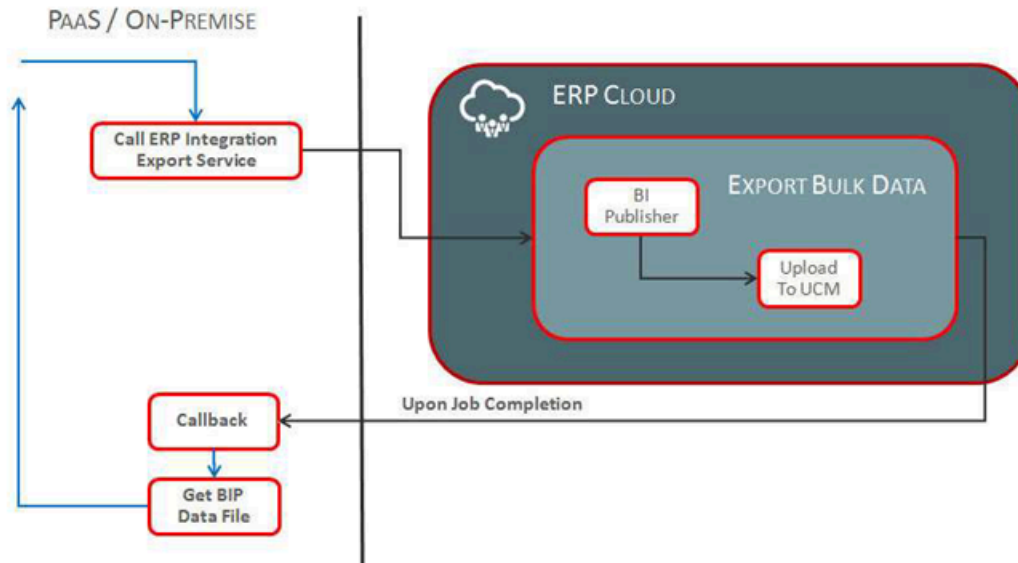 PAAS / ON-PREMISE
ERP CLOUD
Call ERP Integration
Export Service
EXPORT BULK DATA
BI
Publisher
Upload
To UCM
Upon Job Completion
Callback
Get BIP
Data File